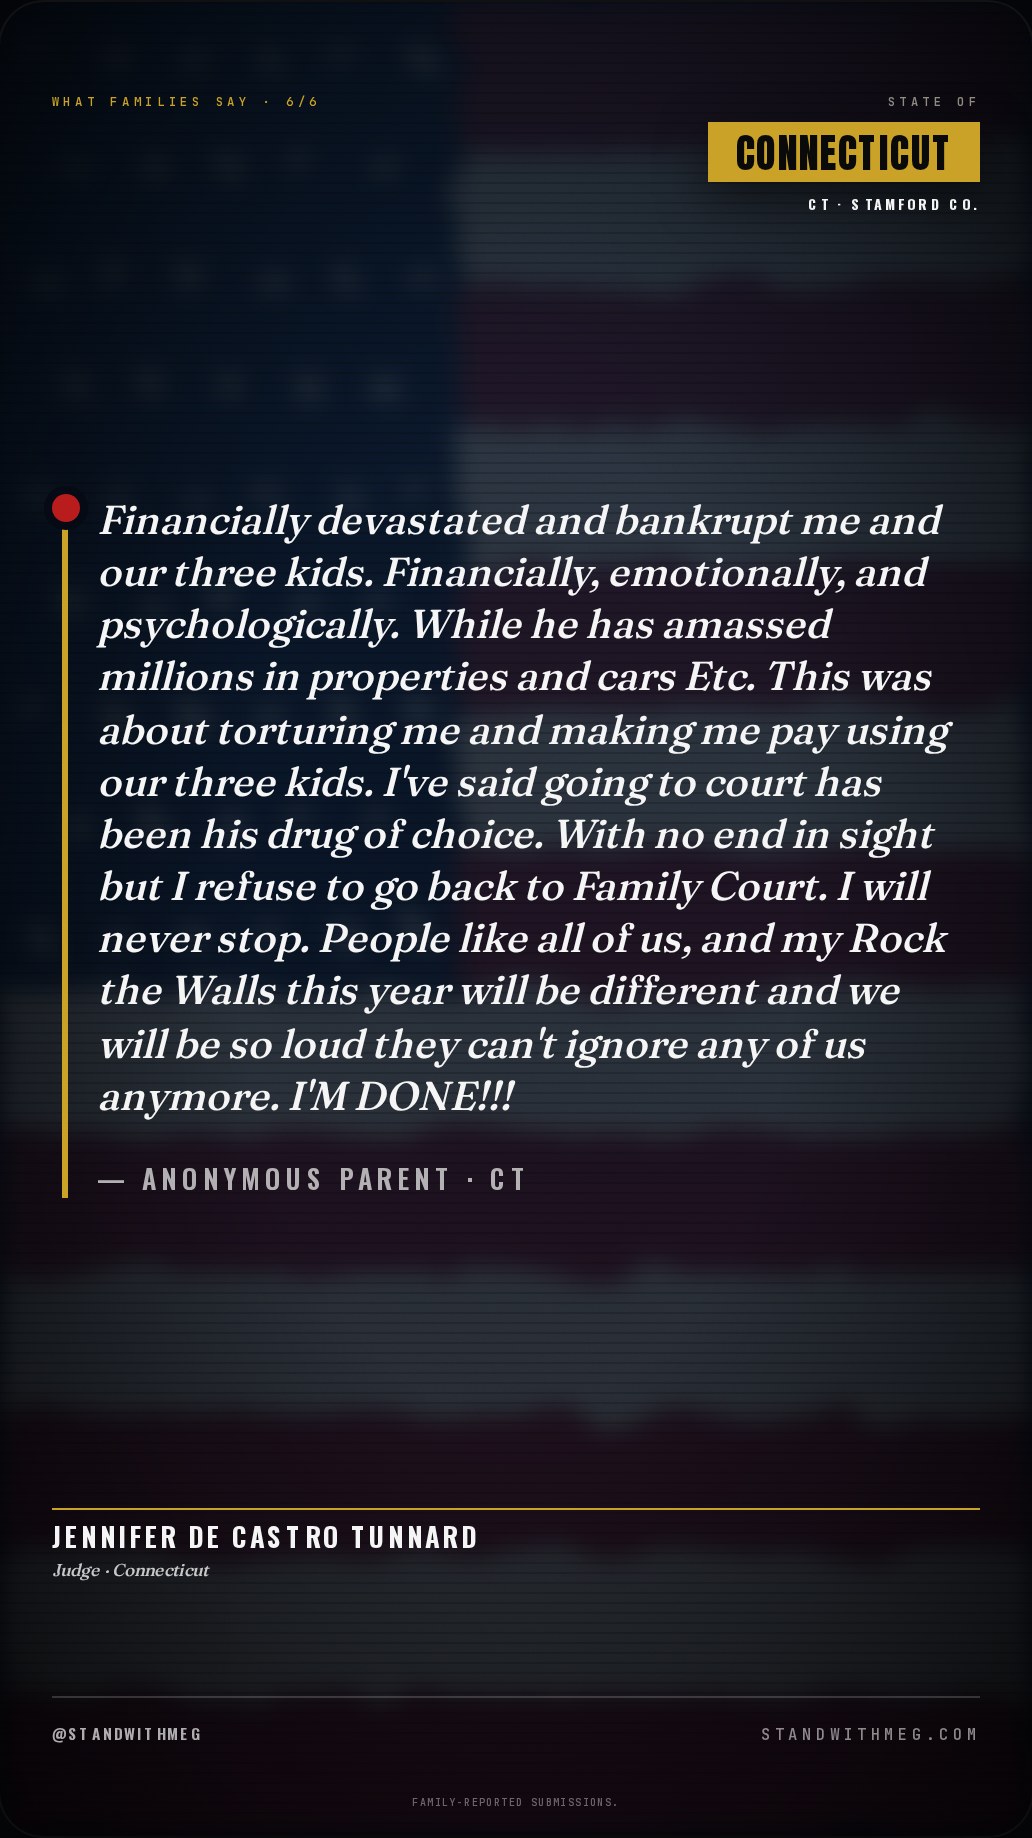 WHAT FAMILIES SAY · 6/6
STATE OF
CONNECTICUT
CT · STAMFORD CO.
Financially devastated and bankrupt me and
our three kids. Financially, emotionally, and
psychologically. While he has amassed
millions in properties and cars Etc. This was
about torturing me and making me pay using
our three kids. I've said going to court has
been his drug of choice. With no end in sight
but I refuse to go back to Family Court. I will
never stop. People like all of us, and my Rock
the Walls this year will be different and we
will be so loud they can't ignore any of us
anymore. I'M DONE!!!
— ANONYMOUS PARENT · CT
JENNIFER DE CASTRO TUNNARD
Judge · Connecticut
@STANDWITHMEG
STANDWITHMEG.COM
FAMILY-REPORTED SUBMISSIONS.